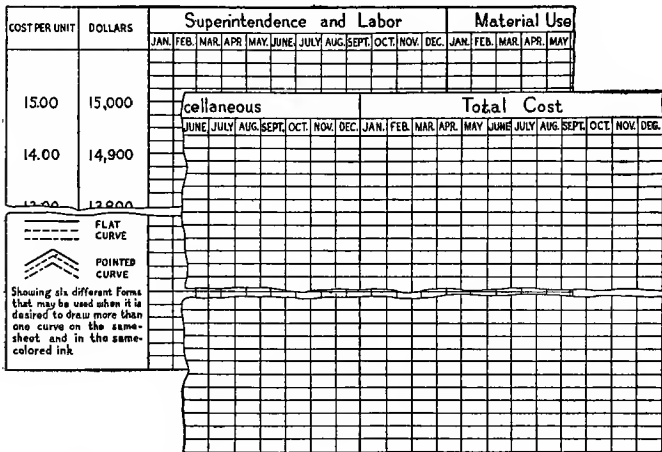 COST PER UNIT DOLLARS Superintendence and Labor Material Use
JAN. FEB. MAR. APR. MAY. JUNE. JULY AUG. SEPT. OCT. NOV. DEC. JAN. FEB. MAR. APR. MAY
15.00 15,000
cellaneous Total Cost
JUNE JULY AUG. SEPT. OCT. NOV. DEC. JAN. FEB. MAR. APR. MAY JUNE JULY AUG. SEPT. OCT. NOV. DEC.
14.00 14,900
FLAT
CURVE
POINTED
CURVE
Showing six different Forms
that may be used when it is
desired to draw more than
one curve on the same-
sheet and in the same-
colored ink